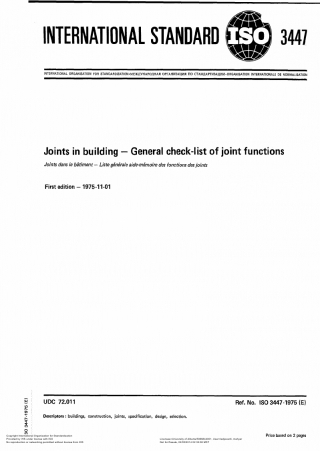 INTERNATIONAL STANDARD ISO 3447
INTERNATIONAL ORGANIZATION FOR STANDARDIZATION•МЕЖДУНАРОДНАЯ ОРГАНИЗАЦИЯ ПО СТАНДАРТИЗАЦИИ•ORGANISATION INTERNATIONALE DE NORMALISATION
Joints in building — General check-list of joint functions
Joints dans le bâtiment — Liste générale aide-mémoire des fonctions des joints
First edition — 1975-11-01
UDC 72.011
Ref. No. ISO 3447-1975 (E)
Descriptors : buildings, construction, joints, specification, design, selection.
ISO 3447-1975 (E)
Price based on 2 pages